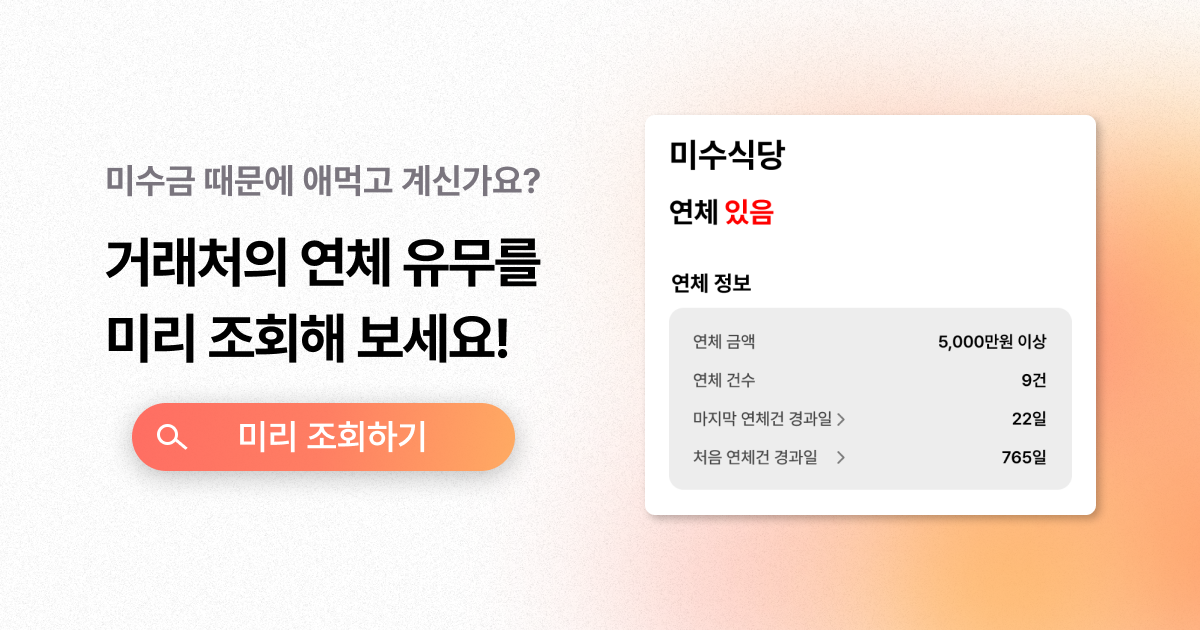 미수금 때문에 애먹고 계신가요?
거래처의 연체 유무를
미리 조회해 보세요!
미리 조회하기
미수식당
연체 있음
연체 정보
연체 금액 5,000만원 이상
연체 건수 9건
마지막 연체건 경과일 22일
처음 연체건 경과일 765일